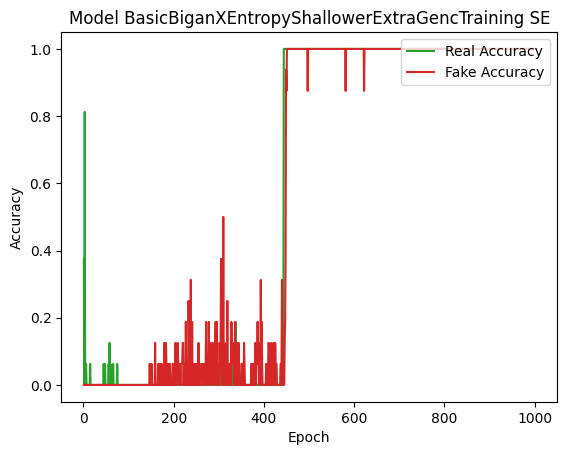 Model BasicBiganXEntropyShallowerExtraGencTraining SE
Real Accuracy
Fake Accuracy
Accuracy
1.0
0.8
0.6
0.4
0.2
0.0
0 200 400 600 800 1000
Epoch